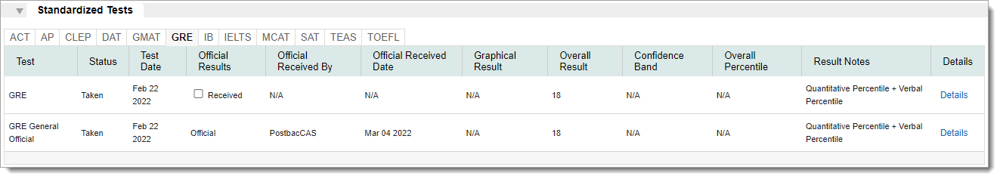 Standardized Tests
ACT AP CLEP DAT GMAT GRE IB IELTS MCAT SAT TEAS TOEFL
Test Status Test Date Official Results Official Received By Official Received Date Graphical Result Overall Result Confidence Band Overall Percentile Result Notes Details
GRE Taken Feb 22 2022 Received N/A N/A N/A 18 N/A N/A Quantitative Percentile + Verbal Percentile Details
GRE General Official Taken Feb 22 2022 Official PostbacCAS Mar 04 2022 N/A 18 N/A N/A Quantitative Percentile + Verbal Percentile Details